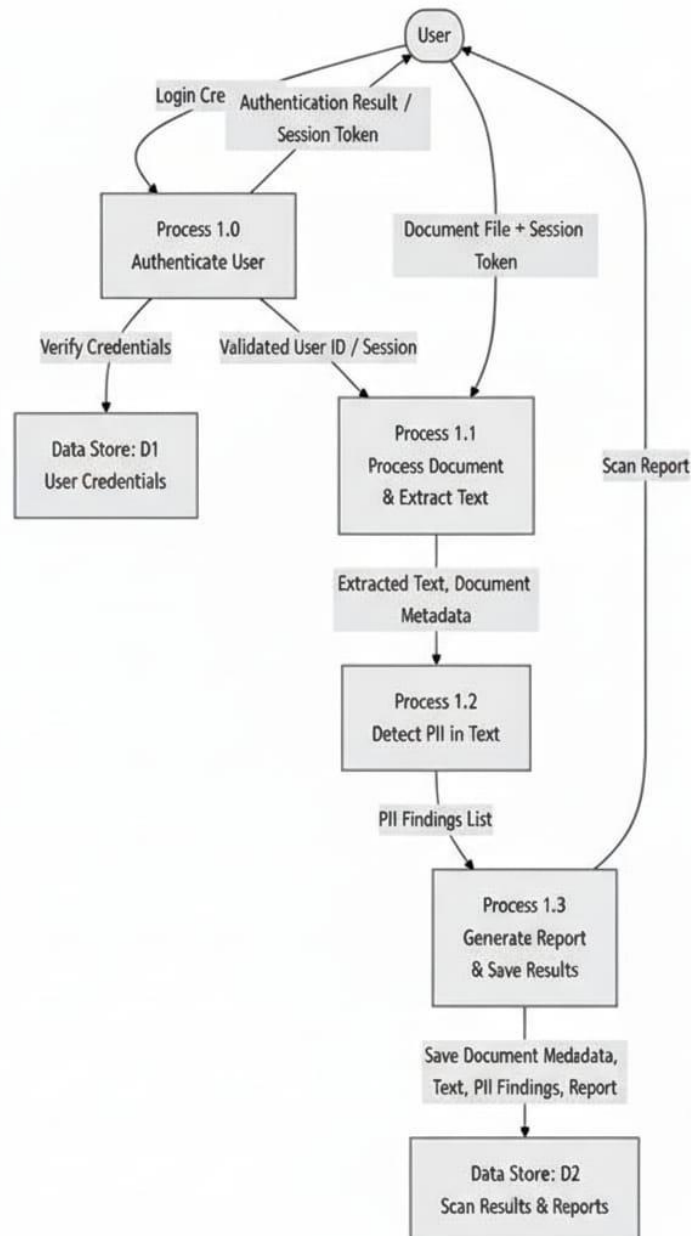 User
Login Cre
Authentication Result /
Session Token
Process 1.0
Authenticate User
Document File + Session
Token
Verify Credentials
Validated User ID / Session
Data Store: D1
User Credentials
Process 1.1
Process Document
& Extract Text
Scan Report
Extracted Text, Document
Metadata
Process 1.2
Detect PII in Text
PII Findings List
Process 1.3
Generate Report
& Save Results
Save Document Medadata,
Text, PII Findings, Report
Data Store: D2
Scan Results & Reports